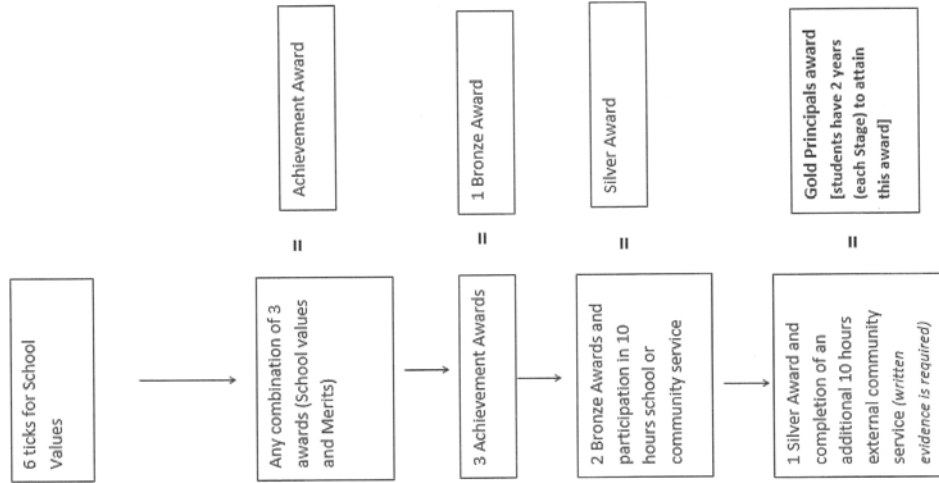 6 ticks for School
Values
Any combination of 3
awards (School values
and Merits)
=
Achievement Award
3 Achievement Awards
=
1 Bronze Award
2 Bronze Awards and
participation in 10
hours school or
community service
=
Silver Award
1 Silver Award and
completion of an
additional 10 hours
external community
service (written
evidence is required)
=
Gold Principals award
[students have 2 years
(each Stage) to attain
this award]